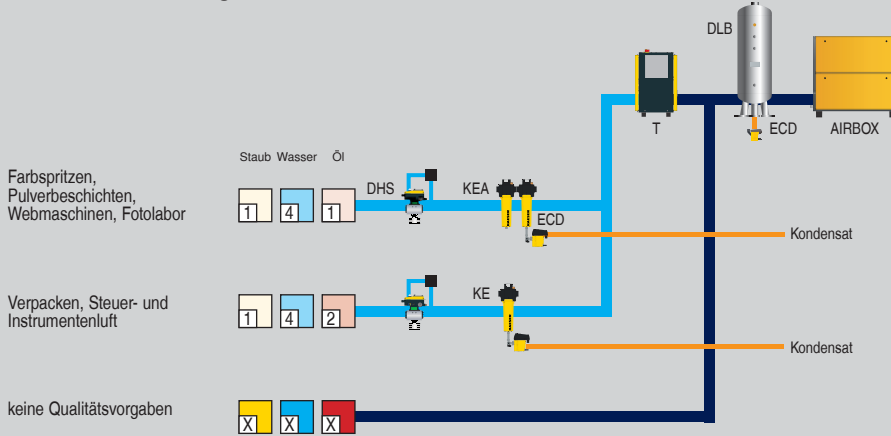 DLB
T
ECD
AIRBOX
Staub Wasser Öl
Farbspritzen,
Pulverbeschichten,
Webmaschinen, Fotolabor
1 4 1
DHS
KEA
ECD
Kondensat
Verpacken, Steuer- und
Instrumentenluft
1 4 2
KE
Kondensat
keine Qualitätsvorgaben
X X X